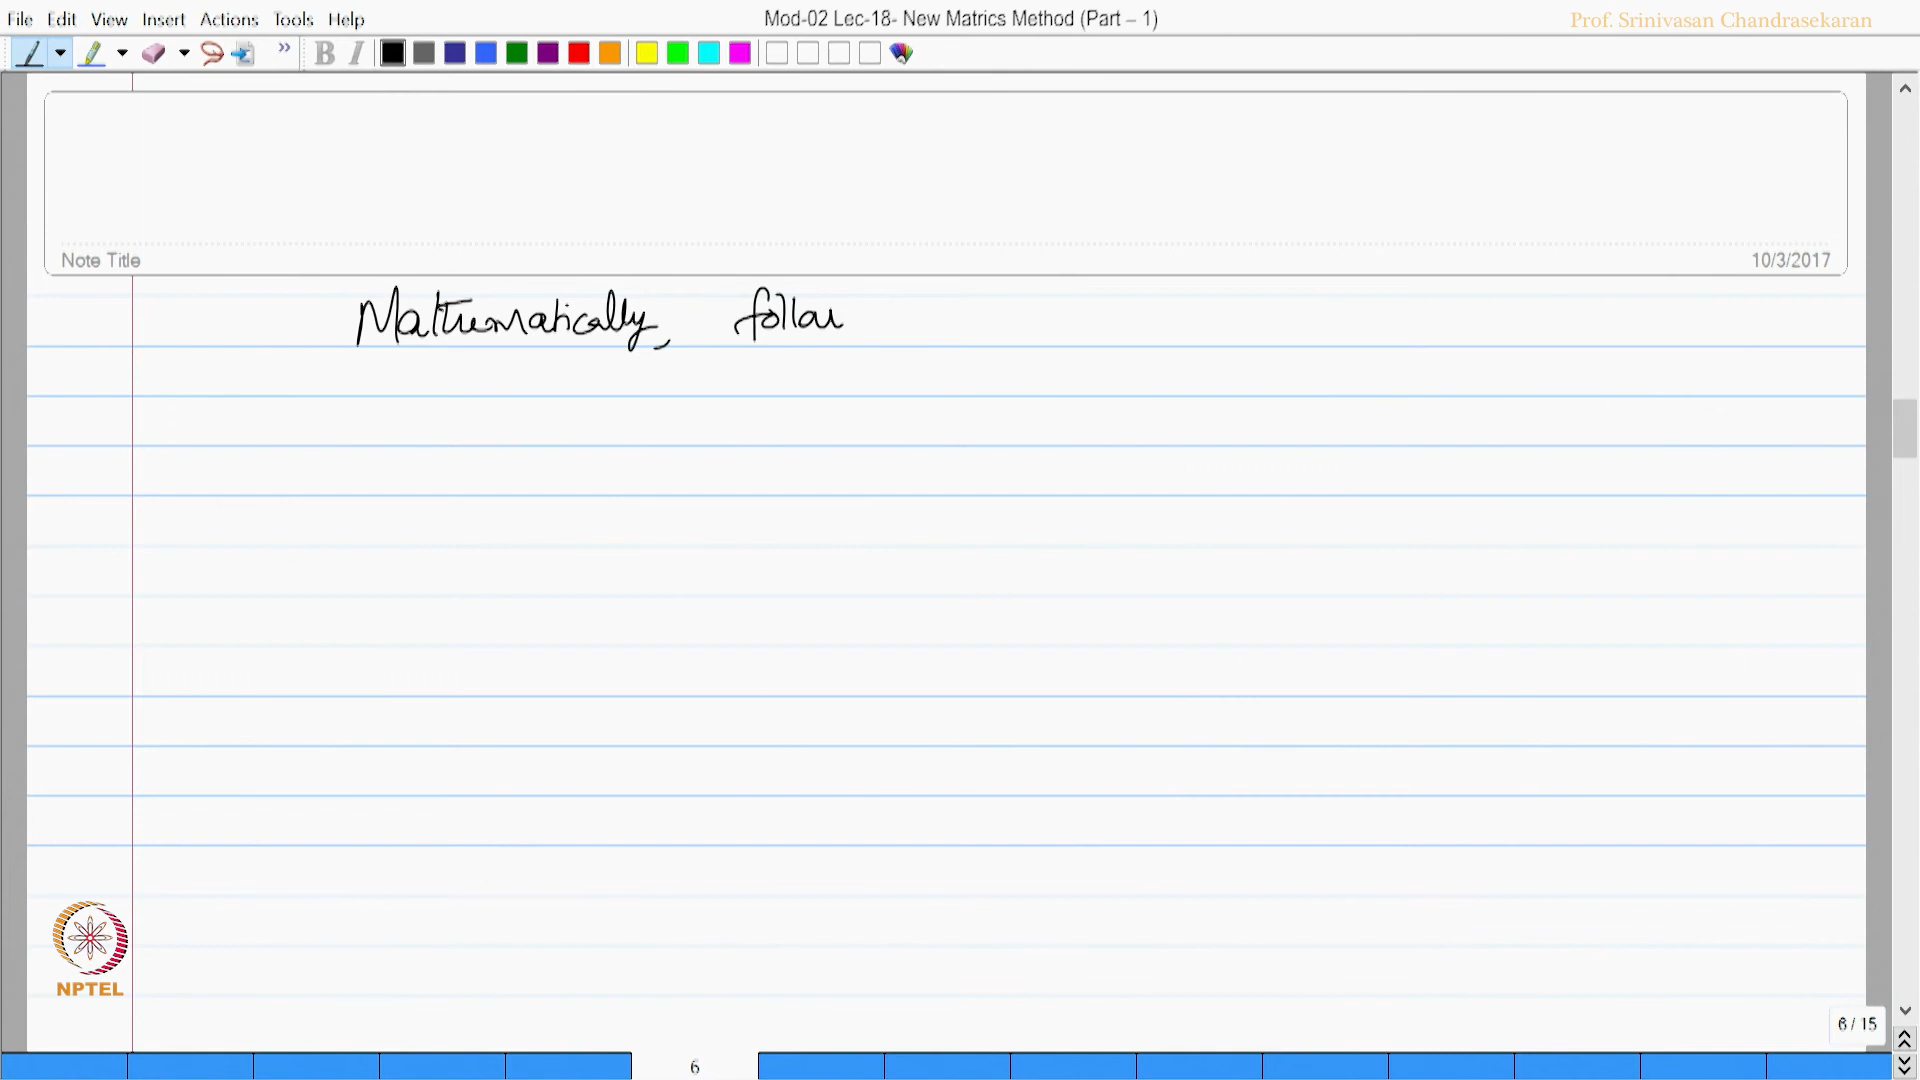 File Edit View Insert Actions Tools Help
Mod-02 Lec-18- New Matrics Method (Part – 1)
Prof. Srinivasan Chandrasekaran
B I
Note Title
10/3/2017
Mathematically, follow
NPTEL
6 / 15
6